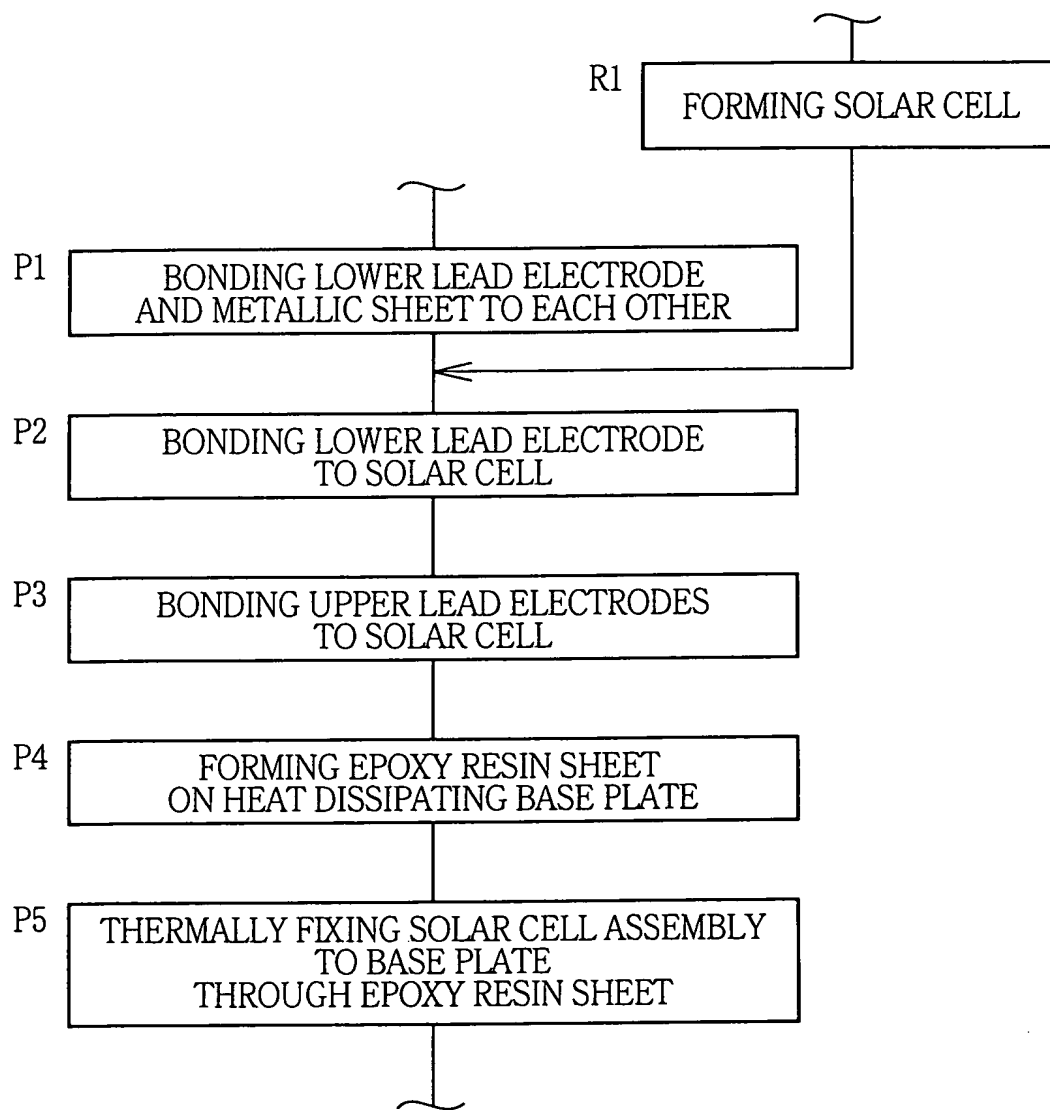 R1
FORMING SOLAR CELL
P1
BONDING LOWER LEAD ELECTRODE
AND METALLIC SHEET TO EACH OTHER
P2
BONDING LOWER LEAD ELECTRODE
TO SOLAR CELL
P3
BONDING UPPER LEAD ELECTRODES
TO SOLAR CELL
P4
FORMING EPOXY RESIN SHEET
ON HEAT DISSIPATING BASE PLATE
P5
THERMALLY FIXING SOLAR CELL ASSEMBLY
TO BASE PLATE
THROUGH EPOXY RESIN SHEET